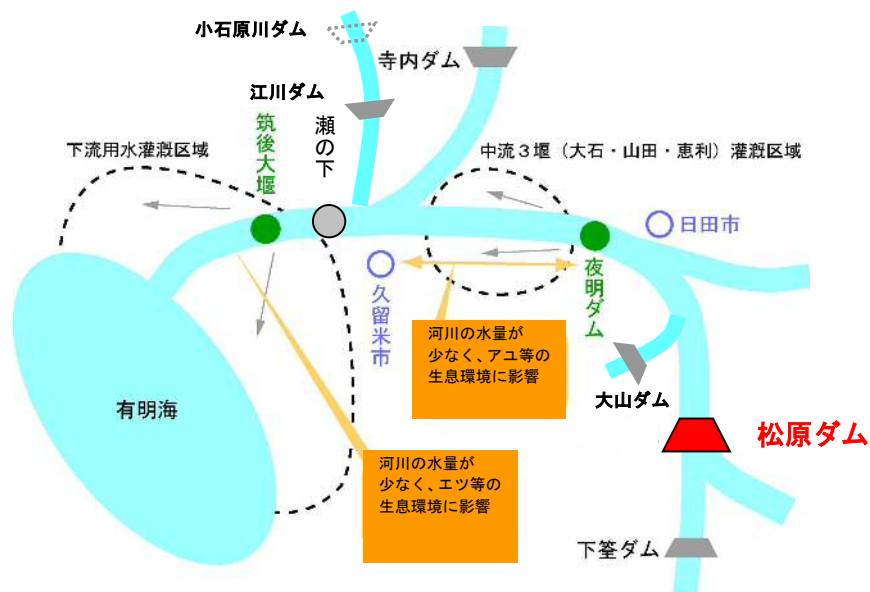 小石原川ダム
寺内ダム
江川ダム
筑後大堰
瀬の下
下流用水灌漑区域
中流３堰（大石・山田・恵利）灌漑区域
日田市
夜明ダム
久留米市
河川の水量が
少なく、アユ等の
生息環境に影響
大山ダム
有明海
松原ダム
河川の水量が
少なく、エツ等の
生息環境に影響
下筌ダム